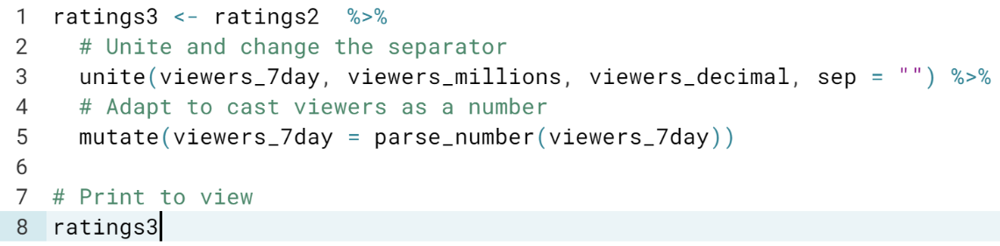 1 ratings3 <- ratings2  %>%
2   # Unite and change the separator
3   unite(viewers_7day, viewers_millions, viewers_decimal, sep = "") %>%
4   # Adapt to cast viewers as a number
5   mutate(viewers_7day = parse_number(viewers_7day))
6
7 # Print to view
8 ratings3